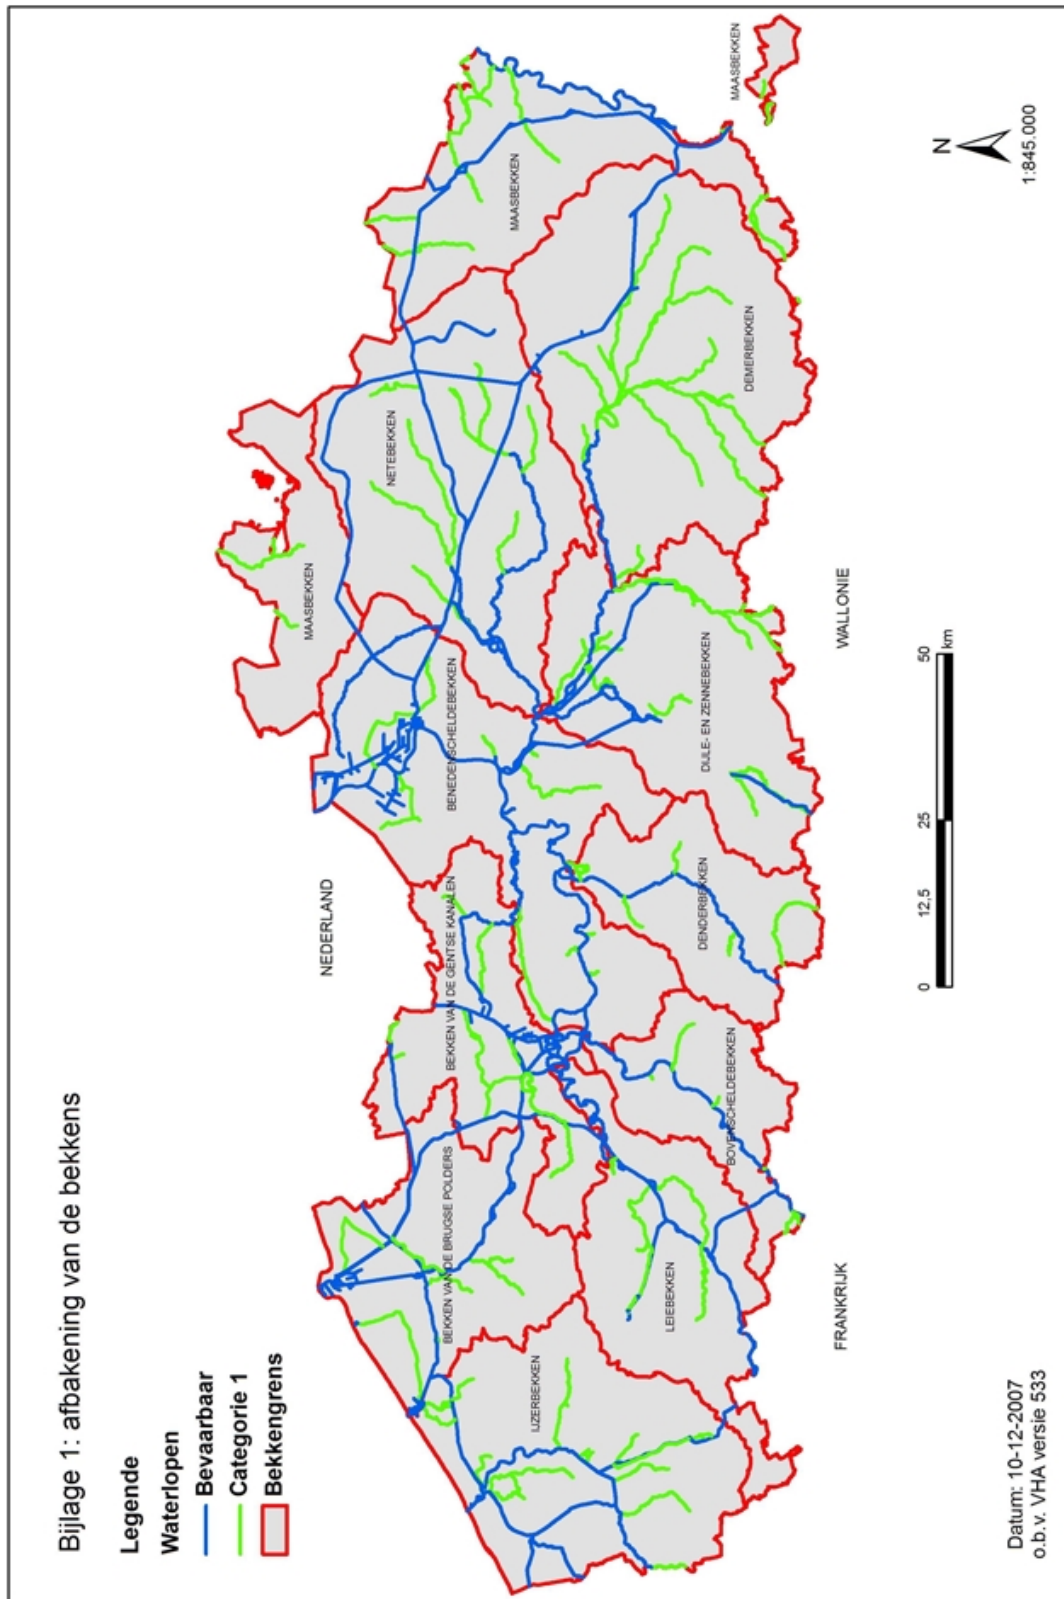 Bijlage 1: afbakening van de bekkens
Legende
Waterlopen
Bevaarbaar
Categorie 1
Bekkengrens
NEDERLAND
MAASBEKKEN
NETEBEKKEN
MAASBEKKEN
MAASBEKKEN
BEKKEN VAN DE BRUGSE POLDERS
BEKKEN VAN DE GENTSE KANALEN
BENEDENSCHELDEBEKKEN
IJZERBEKKEN
LEIEBEKKEN
BOVENSCHELDEBEKKEN
DENDERBEKKEN
DIJLE- EN ZENNEBEKKEN
DEMERBEKKEN
FRANKRIJK
WALLONIE
0 12,5 25 50
km
N
1:845.000
Datum: 10-12-2007
o.b.v. VHA versie 533